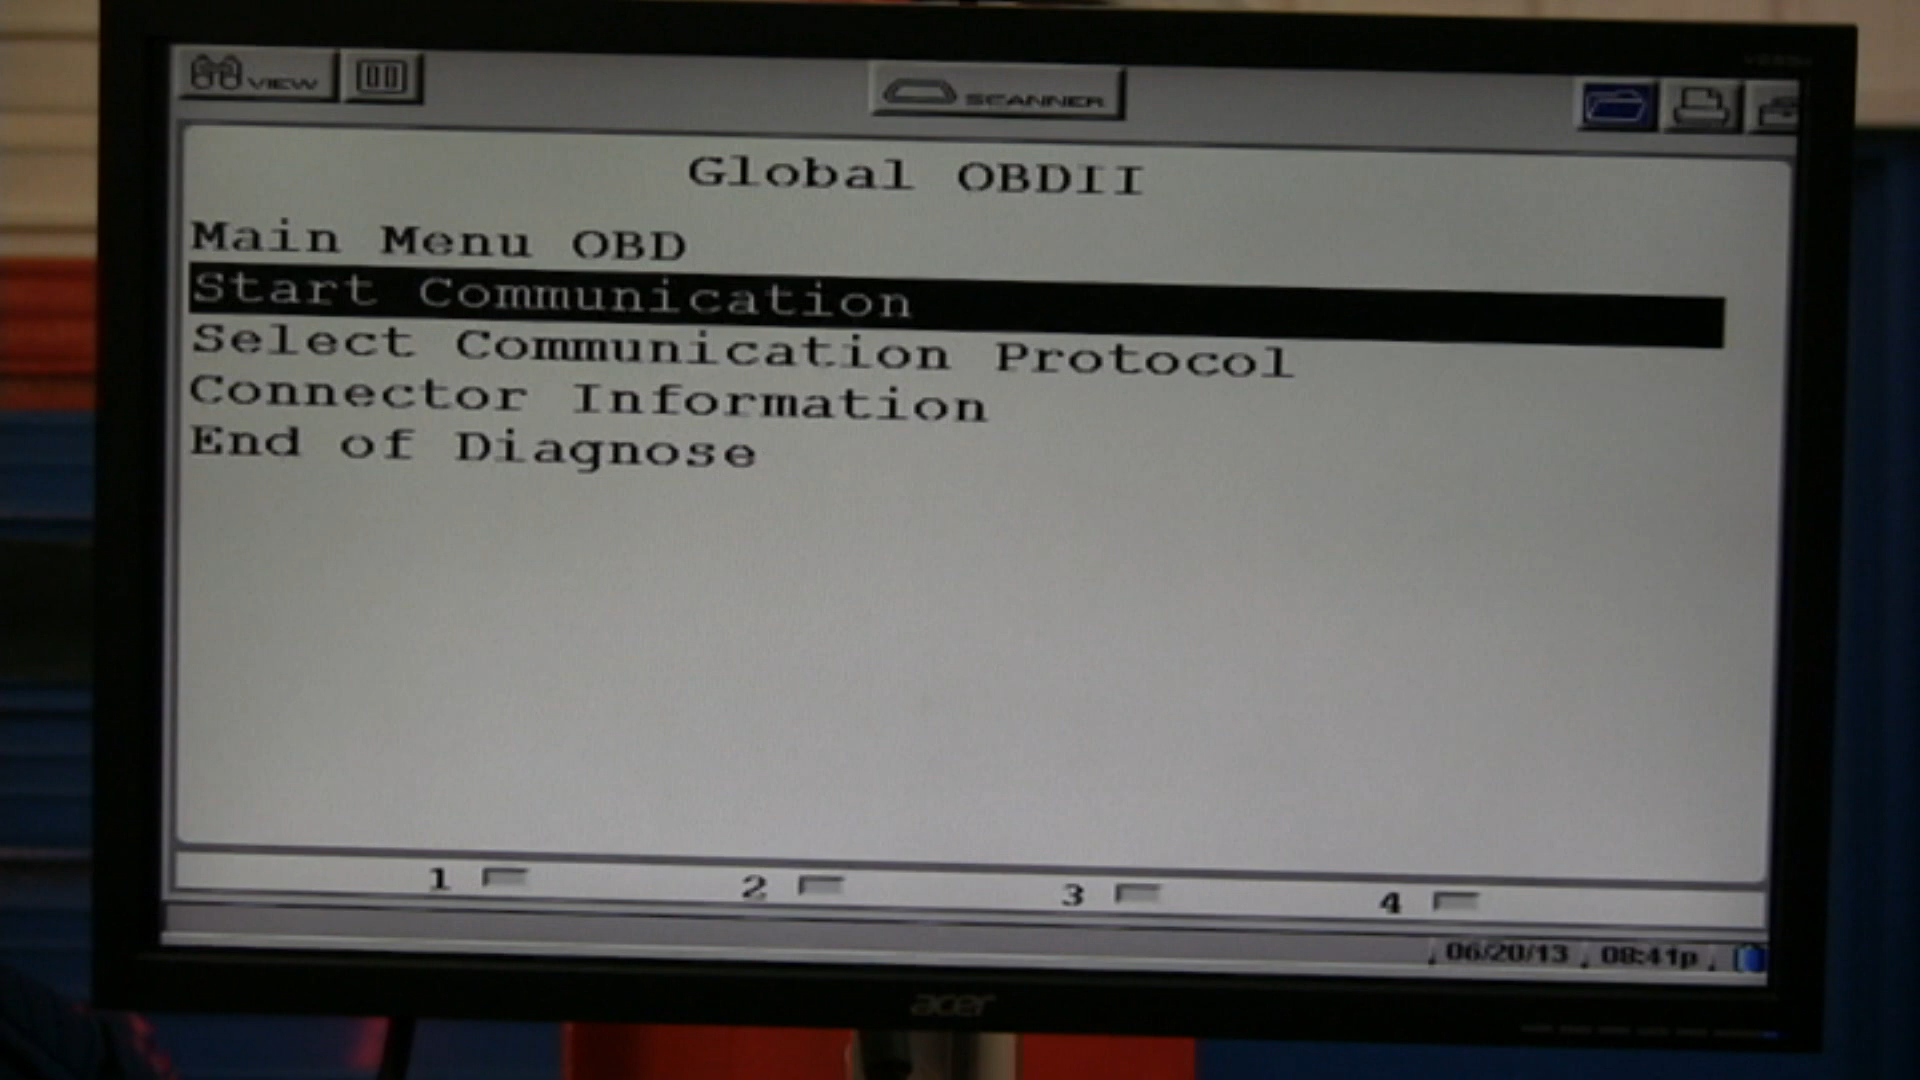 VIEW
SCANNER
Global OBDII
Main Menu OBD
Start Communication
Select Communication Protocol
Connector Information
End of Diagnose
1 2 3 4
06/20/13 08:41p
acer